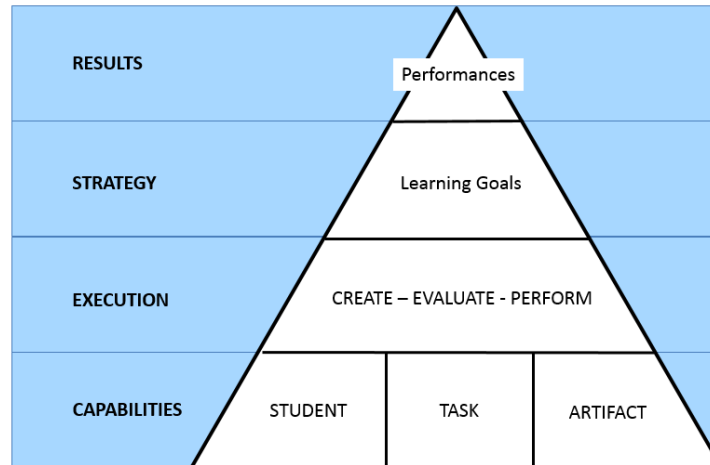 RESULTS
Performances
STRATEGY
Learning Goals
EXECUTION
CREATE – EVALUATE - PERFORM
CAPABILITIES
STUDENT
TASK
ARTIFACT